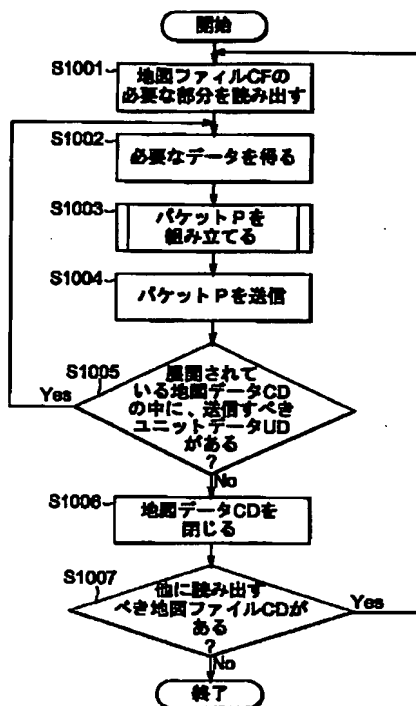 開始
S1001
地図ファイルCFの
必要な部分を読み出す
S1002
必要なデータを得る
S1003
パケットPを
組み立てる
S1004
パケットPを送信
S1005
展開されて
いる地図データCD
の中に、送信すべき
ユニットデータUD
がある
?
Yes
No
S1006
地図データCDを
閉じる
S1007
他に読み出す
べき地図ファイルCDが
ある
?
Yes
No
終了